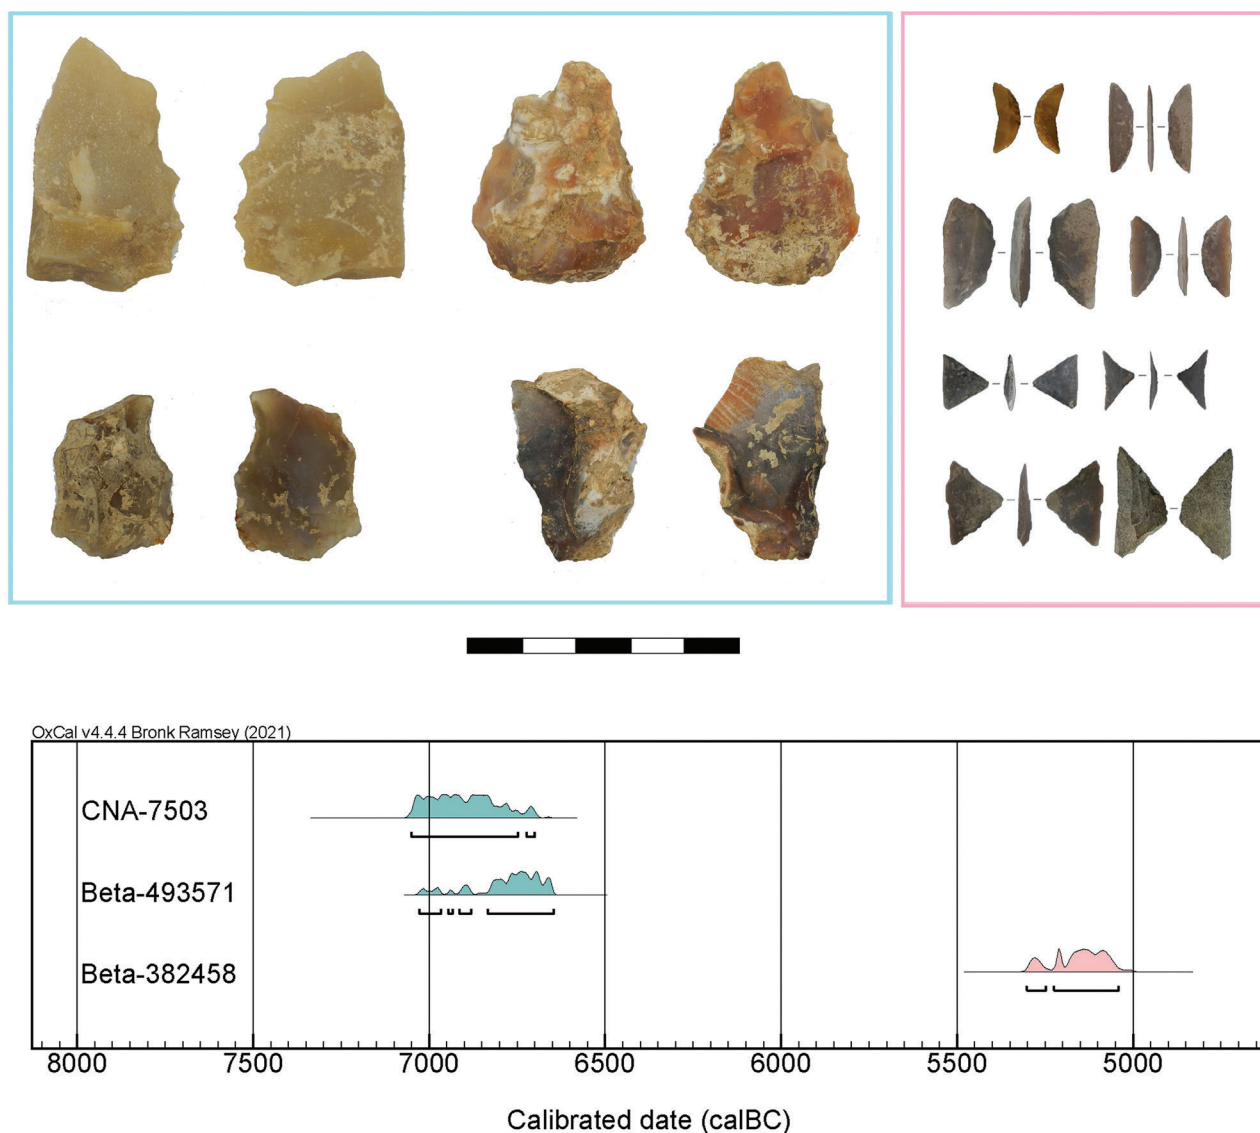 OxCal v4.4.4 Bronk Ramsey (2021)
CNA-7503
Beta-493571
Beta-382458
8000 7500 7000 6500 6000 5500 5000
Calibrated date (calBC)